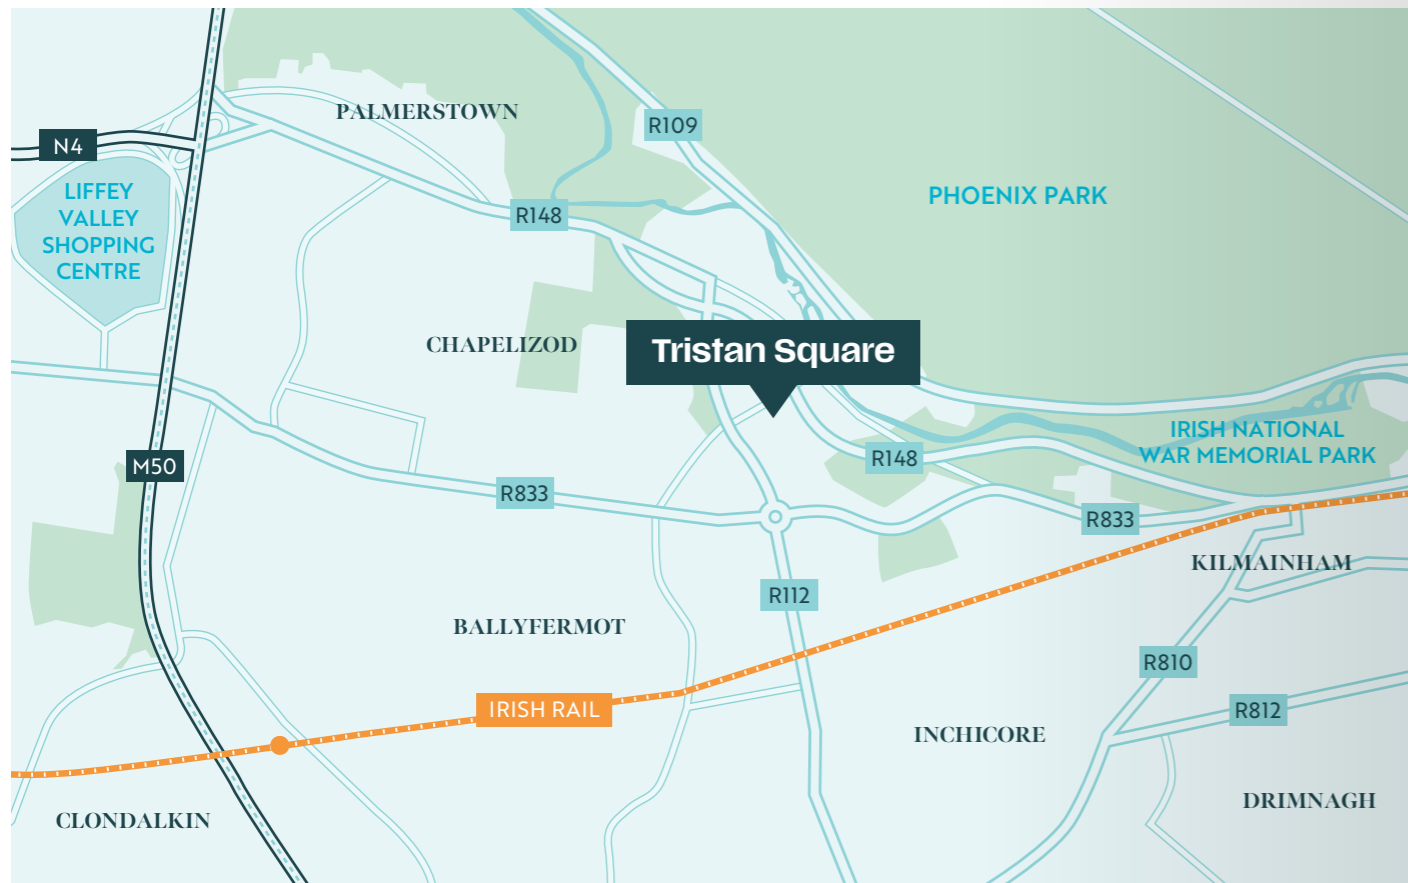 PALMERSTOWN
R109
N4
LIFFEY
VALLEY
SHOPPING
CENTRE
PHOENIX PARK
R148
CHAPELIZOD
Tristan Square
IRISH NATIONAL
WAR MEMORIAL PARK
R148
M50
R833
R833
KILMAINHAM
R112
BALLYFERMOT
R810
IRISH RAIL
R812
INCHICORE
DRIMNAGH
CLONDALKIN